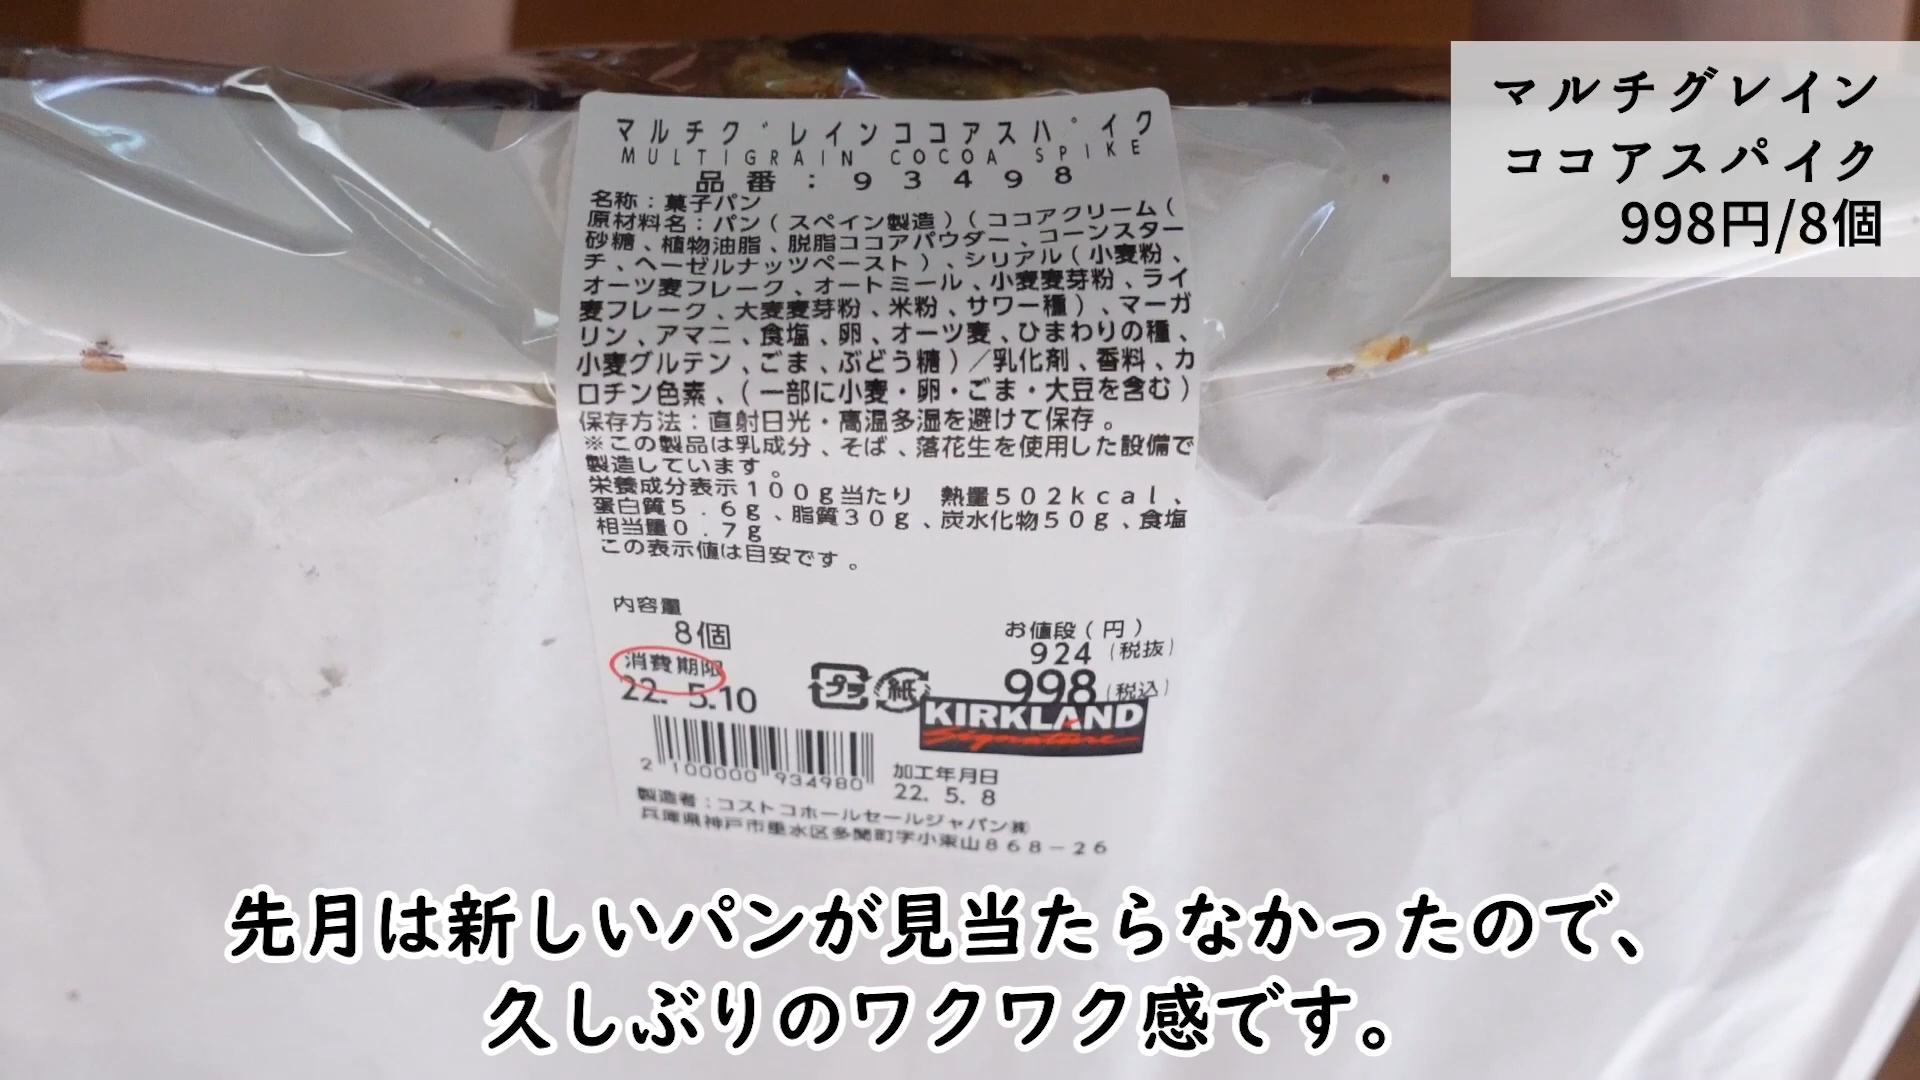 マルチグレイン
ココアスパイク
998円/8個
マルチグレインココアスパイク
MULTIGRAIN COCOA SPIKE
品番:93498
名称:菓子パン
原材料名:パン(スペイン製造)(ココアクリーム(
砂糖、植物油脂、脱脂ココアパウダー、コーンスター
チ、ヘーゼルナッツペースト)、シリアル(小麦粉、
オーツ麦フレーク、オートミール、小麦麦芽粉、ライ
麦フレーク、大麦麦芽粉、米粉、サワー種)、マーガ
リン、アマニ、食塩、卵、オーツ麦、ひまわりの種、
小麦グルテン、ごま、ぶどう糖)/乳化剤、香料、カ
ロチン色素、(一部に小麦・卵・ごま・大豆を含む)
保存方法:直射日光・高温多湿を避けて保存。
※この製品は乳成分、そば、落花生を使用した設備で
製造しています。
栄養成分表示100g当たり 熱量502kcal、
蛋白質5.6g、脂質30g、炭水化物50g、食塩
相当量0.7g
この表示値は目安です。
内容量
8個
お値段(円)
924(税抜)
消費期限
22. 5.10
プラ
紙
998(税込)
KIRKLAND
Signature
2 100000 934980
加工年月日
22. 5. 8
製造者:コストコホールセールジャパン㈱
兵庫県神戸市垂水区多聞町字小束山868-26
先月は新しいパンが見当たらなかったので、
久しぶりのワクワク感です。